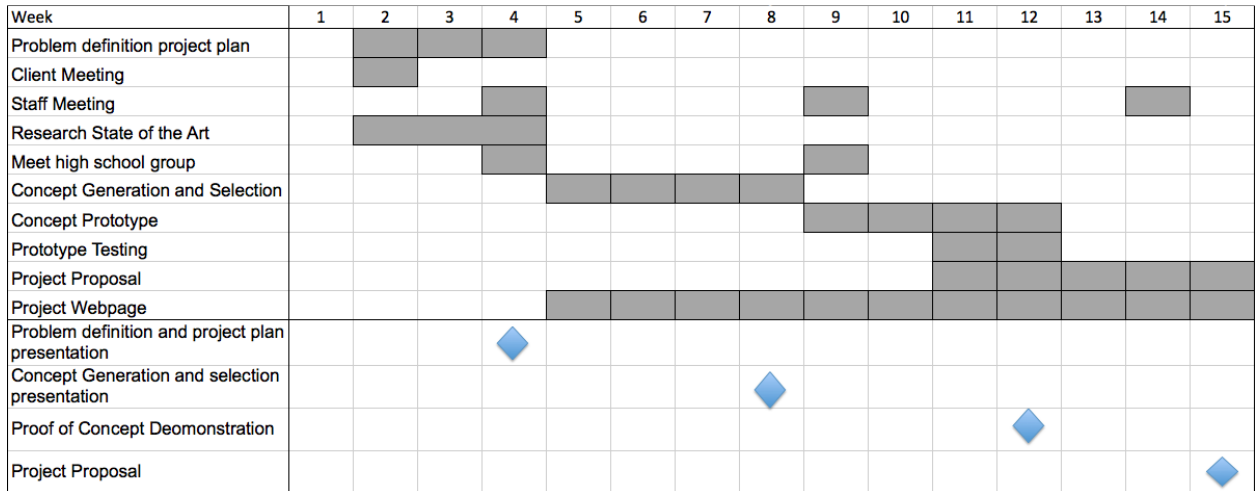 Week 1 2 3 4 5 6 7 8 9 10 11 12 13 14 15
Problem definition project plan
Client Meeting
Staff Meeting
Research State of the Art
Meet high school group
Concept Generation and Selection
Concept Prototype
Prototype Testing
Project Proposal
Project Webpage
Problem definition and project plan
presentation
Concept Generation and selection
presentation
Proof of Concept Deomonstration
Project Proposal